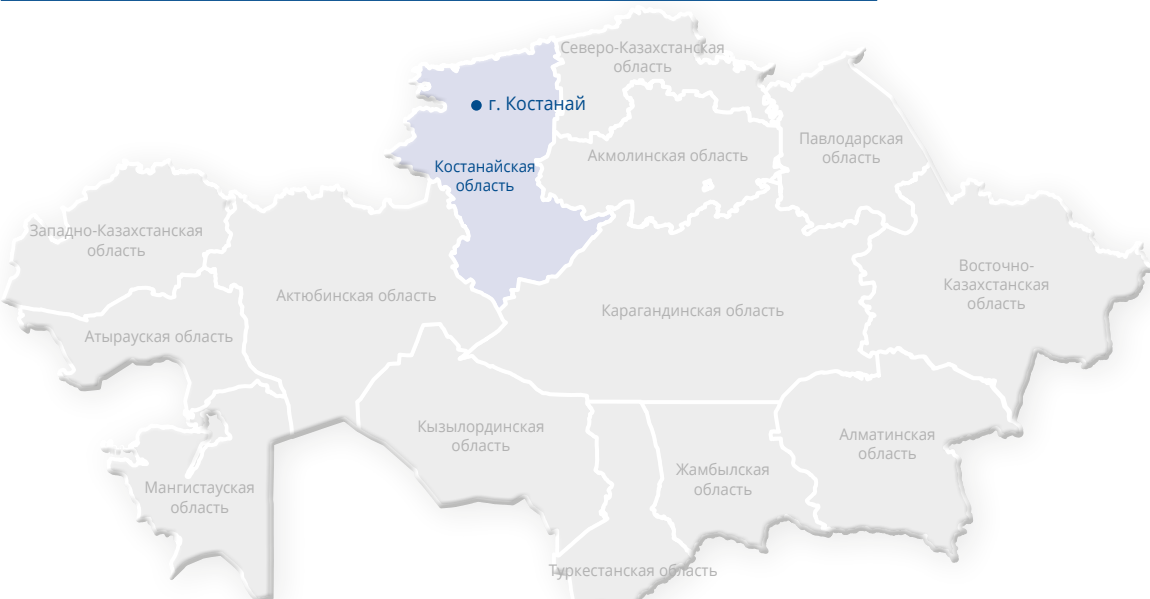 Северо-Казахстанская
область
г. Костанай
Павлодарская
область
Акмолинская область
Костанайская
область
Западно-Казахстанская
область
Восточно-
Казахстанская
область
Актюбинская область
Карагандинская область
Атырауская область
Кызылординская
область
Алматинская
область
Жамбылская
область
Мангистауская
область
Туркестанская область